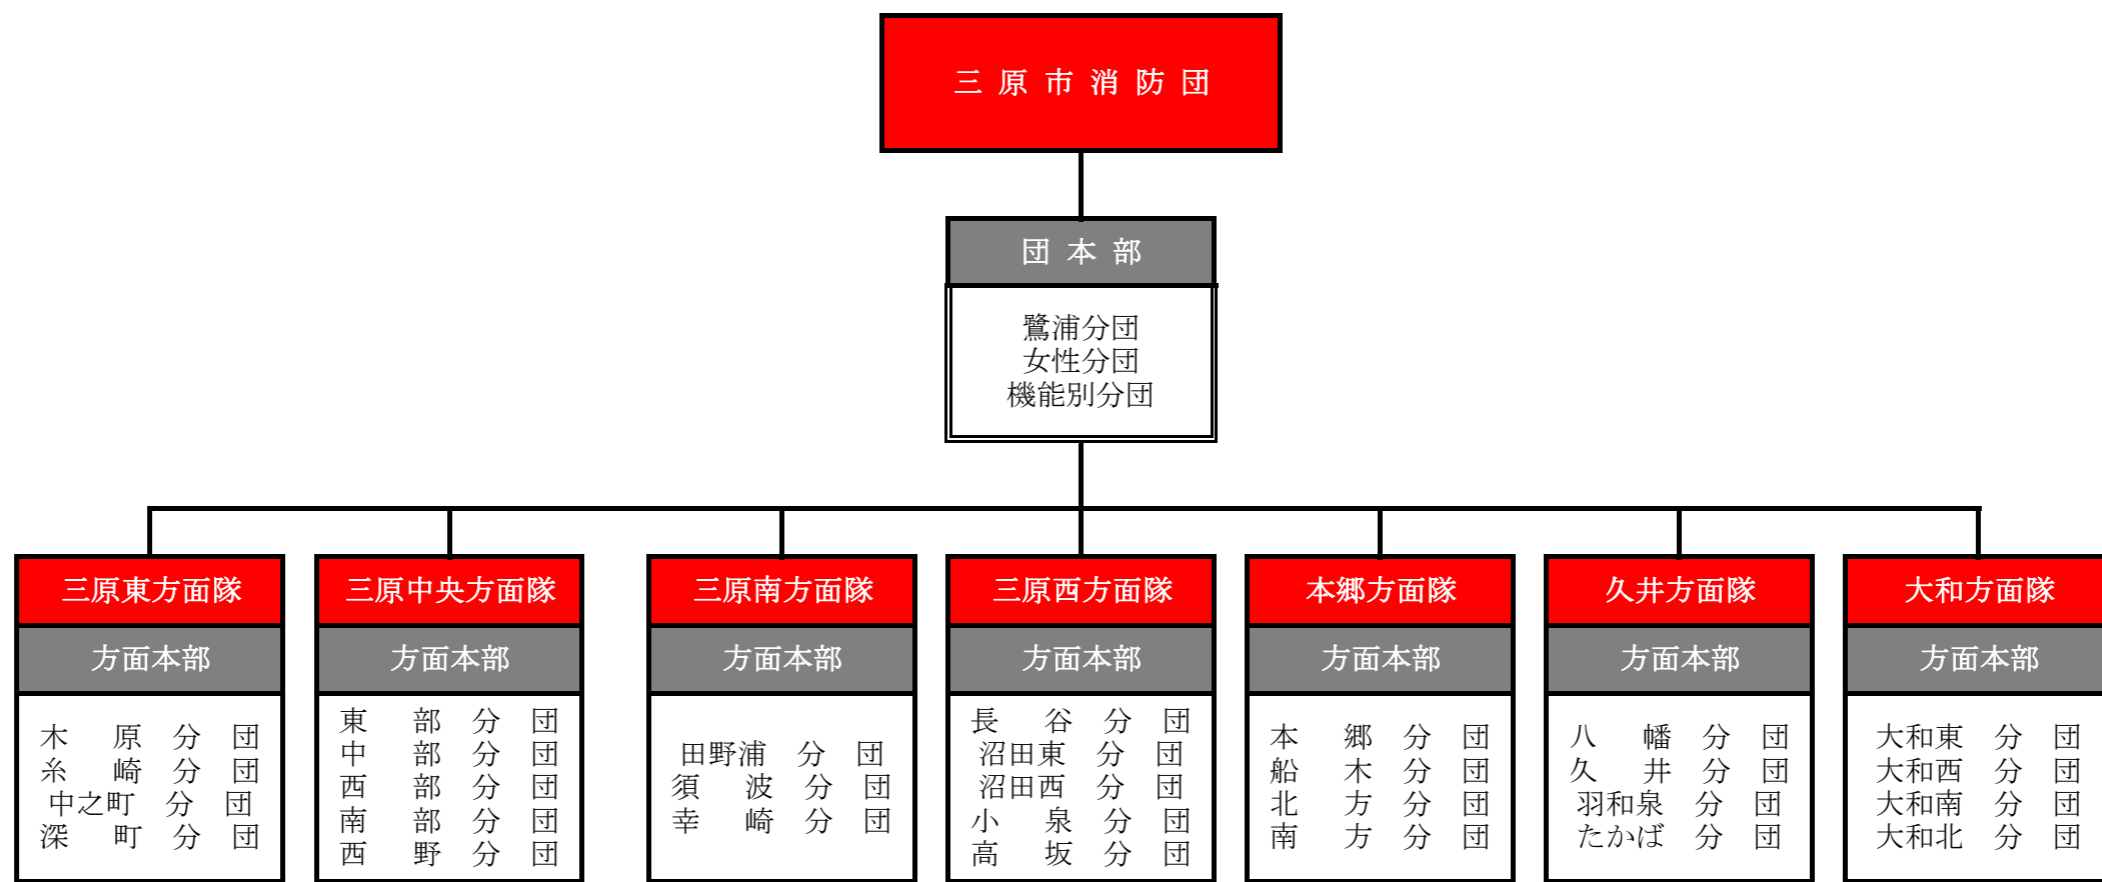 三原市消防団
団本部
鷺浦分団
女性分団
機能別分団
三原東方面隊
方面本部
木原分団
糸崎分団
中之町分団
深町分団
三原中央方面隊
方面本部
東部分団
中部分団
西部分団
南部分団
西野分団
三原南方面隊
方面本部
田野浦分団
須波分団
幸崎分団
三原西方面隊
方面本部
長谷分団
沼田東分団
沼田西分団
小泉分団
高坂分団
本郷方面隊
方面本部
本郷分団
船木分団
北方分団
南方分団
久井方面隊
方面本部
八幡分団
久井分団
羽和泉分団
たかば分団
大和方面隊
方面本部
大和東分団
大和西分団
大和南分団
大和北分団